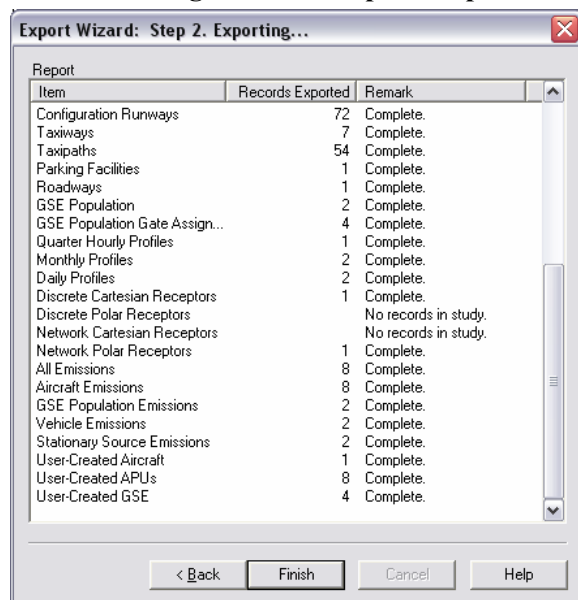 Export Wizard: Step 2. Exporting...
Report
Item Records Exported Remark
Configuration Runways 72 Complete.
Taxiways 7 Complete.
Taxipaths 54 Complete.
Parking Facilities 1 Complete.
Roadways 1 Complete.
GSE Population 2 Complete.
GSE Population Gate Assign... 4 Complete.
Quarter Hourly Profiles 1 Complete.
Monthly Profiles 2 Complete.
Daily Profiles 2 Complete.
Discrete Cartesian Receptors 1 Complete.
Discrete Polar Receptors No records in study.
Network Cartesian Receptors No records in study.
Network Polar Receptors 1 Complete.
All Emissions 8 Complete.
Aircraft Emissions 8 Complete.
GSE Population Emissions 2 Complete.
Vehicle Emissions 2 Complete.
Stationary Source Emissions 2 Complete.
User-Created Aircraft 1 Complete.
User-Created APUs 8 Complete.
User-Created GSE 4 Complete.
< Back Finish Cancel Help